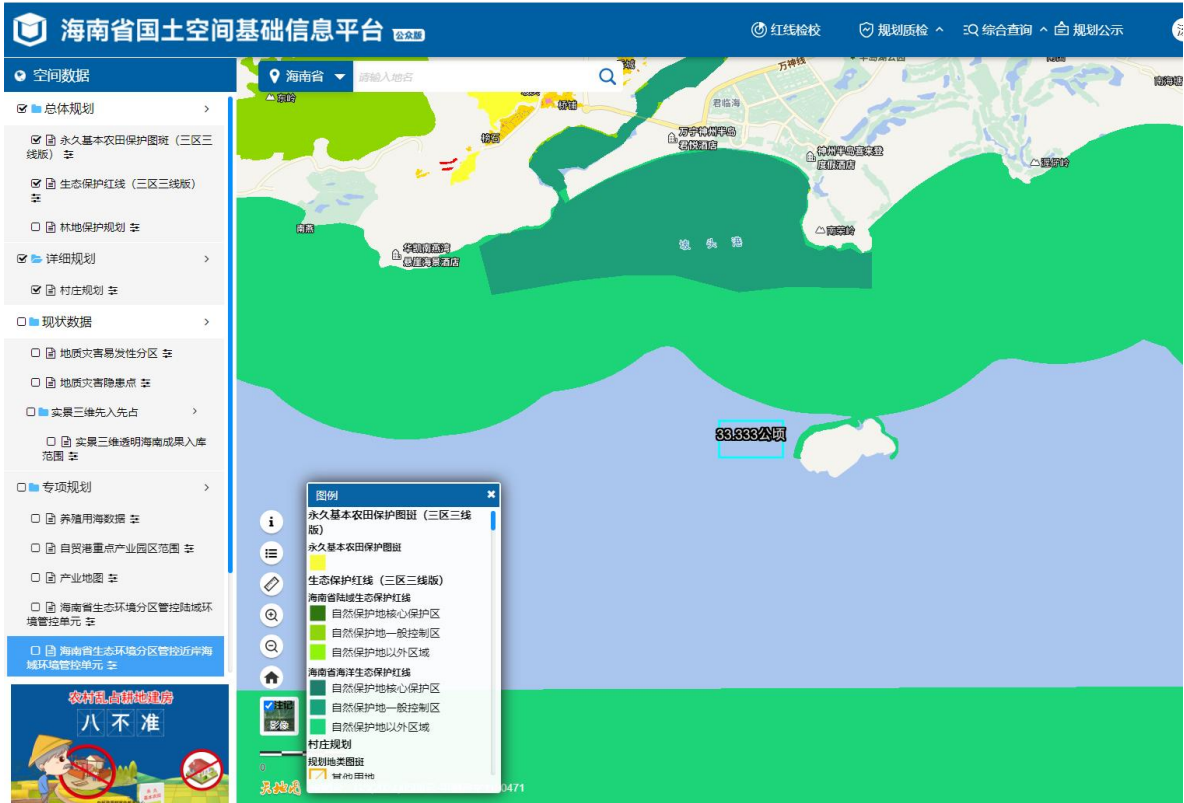 海南省国土空间基础信息平台 公众版
红线检校
规划质检
综合查询
规划公示
空间数据
海南省
请输入地名
总体规划
永久基本农田保护图斑（三区三
线版）
生态保护红线（三区三线版）
林地保护规划
详细规划
村庄规划
现状数据
地质灾害易发性分区
地质灾害隐患点
实景三维先入先占
实景三维透明海南成果入库
范围
专项规划
养殖用海数据
自贸港重点产业园区范围
产业地图
海南省生态环境分区管控陆域环
境管控单元
海南省生态环境分区管控近岸海
域环境管控单元
农村乱占耕地建房
八不准
东岭
桥铺
万神线
君临海
万宁神州半岛
君悦酒店
神州半岛喜来登
度假酒店
南荣岭
南燕
华凯南燕湾
悬崖海景酒店
坡头港
33.333公顷
图例
永久基本农田保护图斑（三区三线
版）
永久基本农田保护图斑
生态保护红线（三区三线版）
海南省陆域生态保护红线
自然保护地核心保护区
自然保护地一般控制区
自然保护地以外区域
海南省海洋生态保护红线
自然保护地核心保护区
自然保护地一般控制区
自然保护地以外区域
村庄规划
规划地类图斑
其他用地
注记
影像
0
天地图
0471